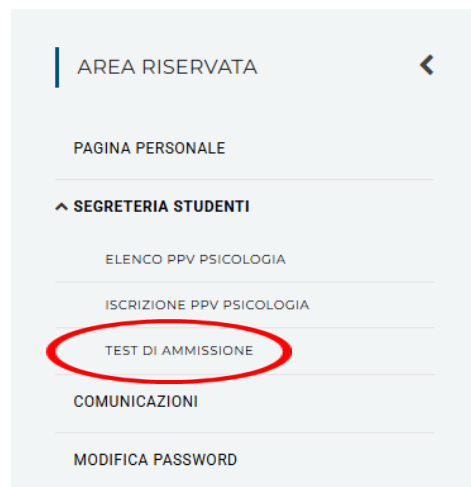 AREA RISERVATA
PAGINA PERSONALE
SEGRETERIA STUDENTI
ELENCO PPV PSICOLOGIA
ISCRIZIONE PPV PSICOLOGIA
TEST DI AMMISSIONE
COMUNICAZIONI
MODIFICA PASSWORD